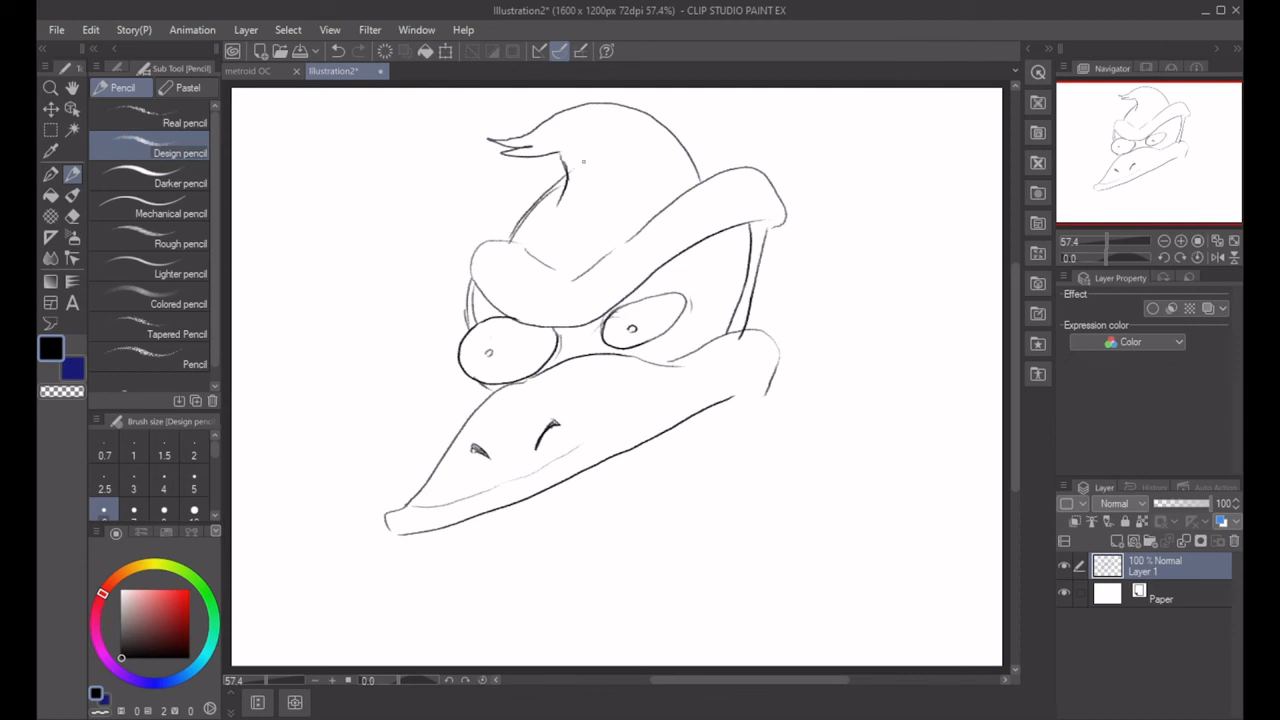 Illustration2* (1600 x 1200px 72dpi 57.4%) - CLIP STUDIO PAINT EX
File Edit Story(P) Animation Layer Select View Filter Window Help
Sub Tool [Pencil]
metroid OC Illustration2*
Navigator
Pencil Pastel
Real pencil
Design pencil
Darker pencil
Mechanical pencil
Rough pencil
Lighter pencil
Colored pencil
Tapered Pencil
Pencil
Brush size [Design pencil
0.7 1 1.5 2
2.5 3 4 5
57.4
0.0
Layer Property
Effect
Expression color
Color
Layer History Auto Action
Normal 100
100 % Normal
Layer 1
Paper
57.4 0.0
0 2 0